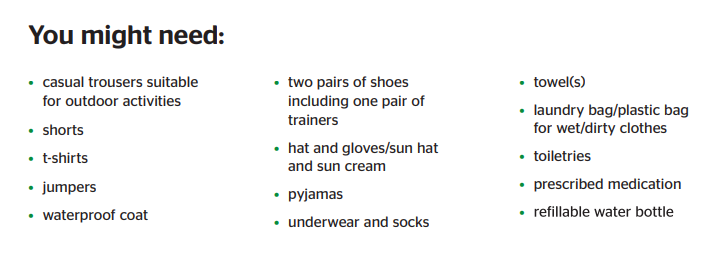 You might need:
• casual trousers suitable
for outdoor activities
• shorts
• t-shirts
• jumpers
• waterproof coat
• two pairs of shoes
including one pair of
trainers
• hat and gloves/sun hat
and sun cream
• pyjamas
• underwear and socks
• towel(s)
• laundry bag/plastic bag
for wet/dirty clothes
• toiletries
• prescribed medication
• refillable water bottle